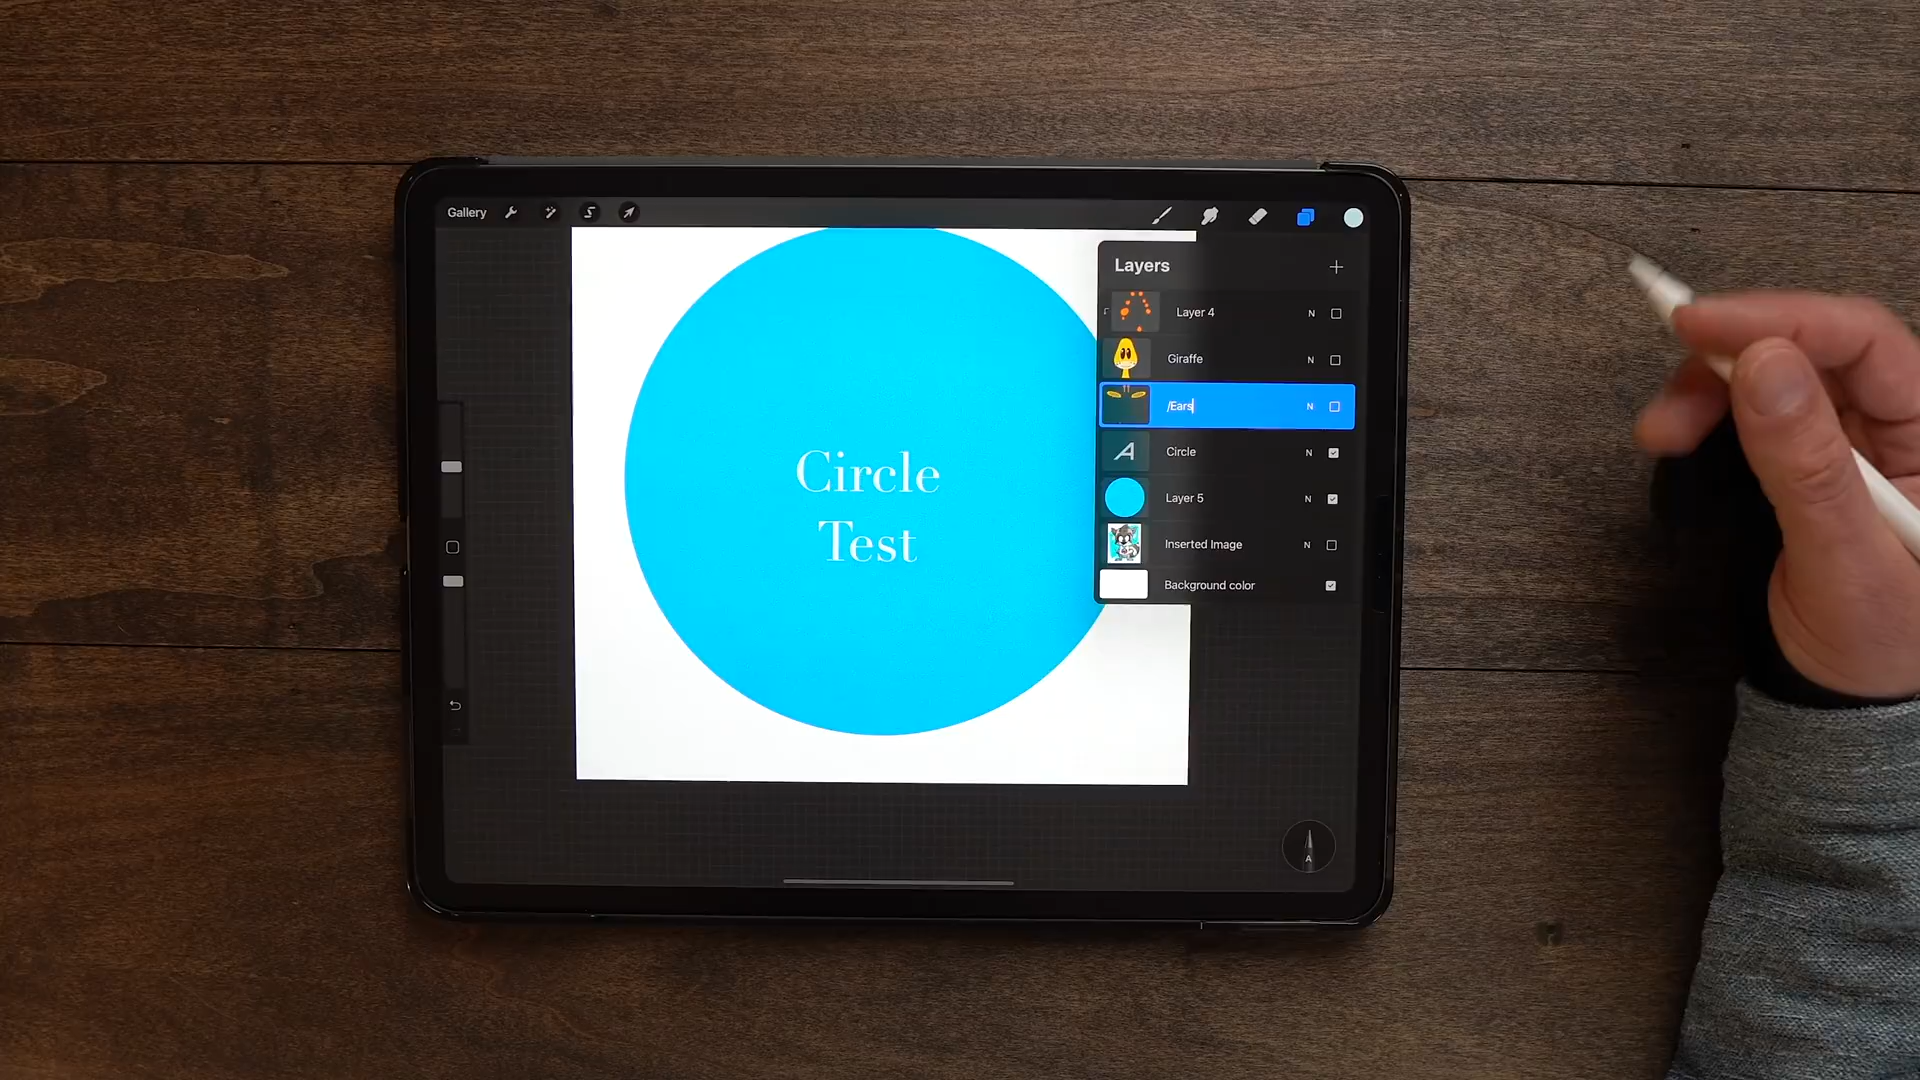 Gallery
Layers
Layer 4 N
Giraffe N
/Ears N
A Circle N
Layer 5 N
Inserted Image N
Background color
Circle
Test
A